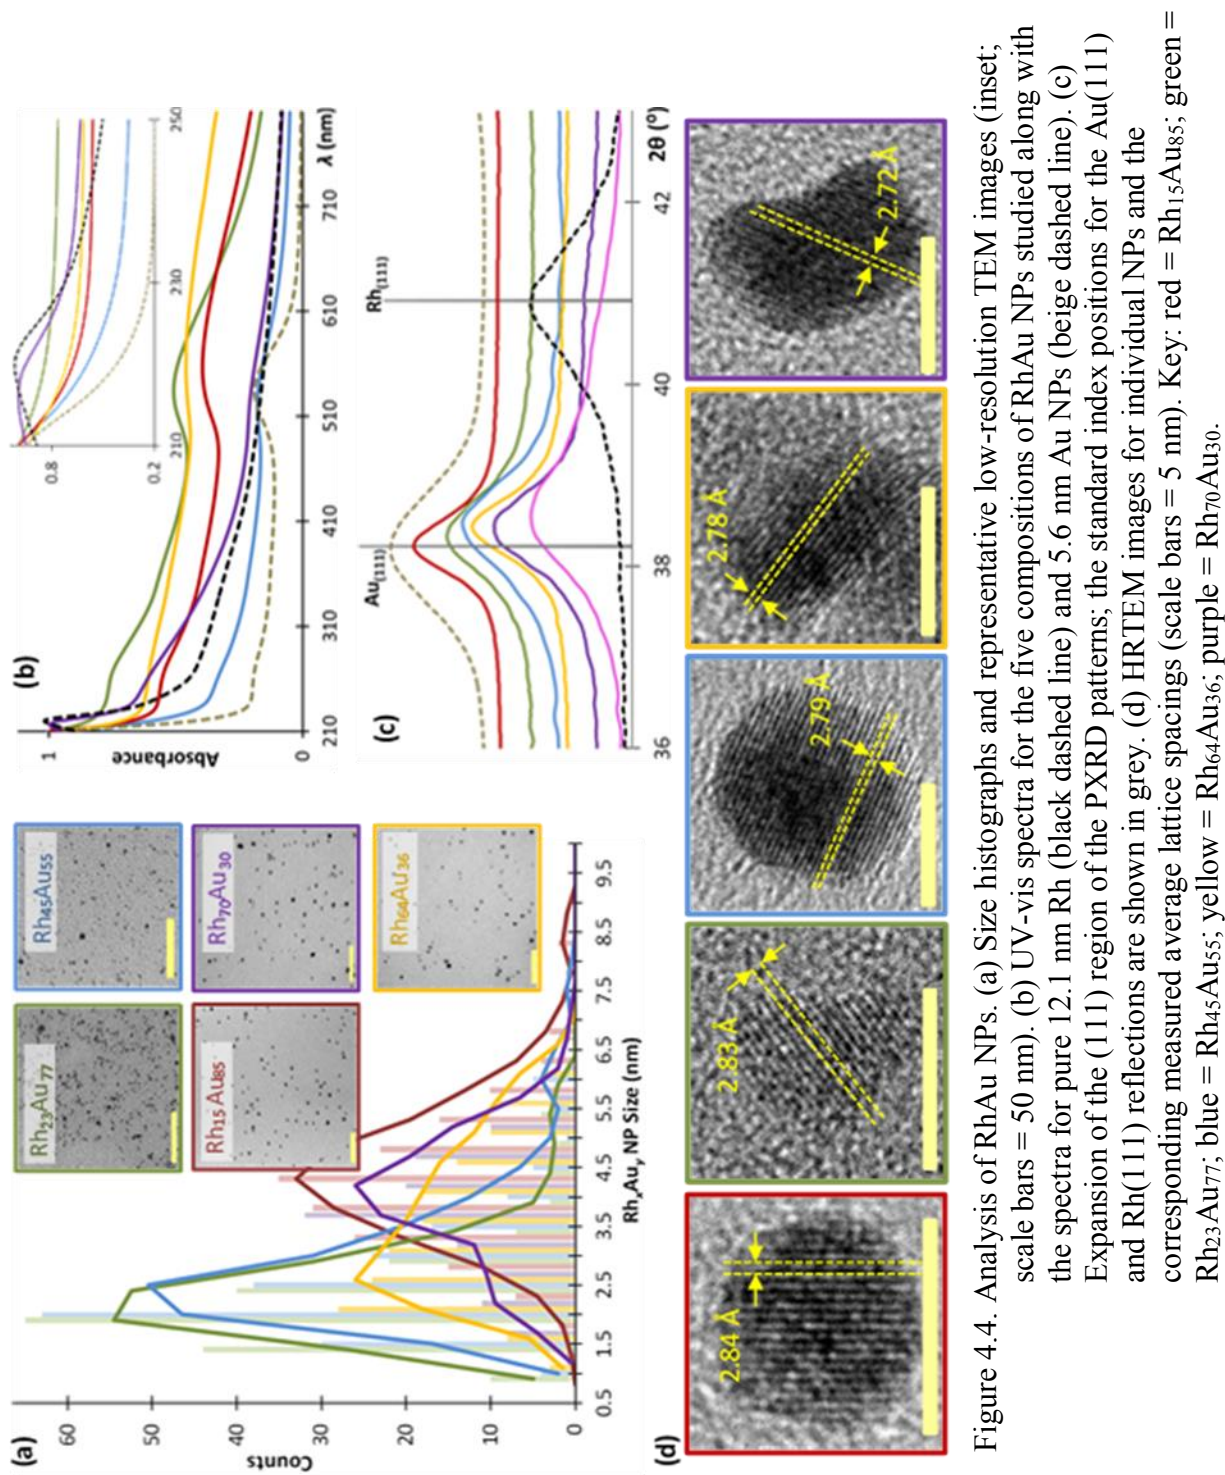 (a)
60
50
40
30
20
10
0
Counts
0.5
1.5
2.5
3.5
4.5
5.5
6.5
7.5
8.5
9.5
RhxAuy NP Size (nm)
Rh23Au77
Rh45Au55
Rh15Au85
Rh70Au30
Rh64Au36
(b)
1
0
Absorbance
210
310
410
510
610
710
λ (nm)
0.8
0.2
210
230
250
(c)
Au(111)
Rh(111)
36
38
40
42
2θ (°)
(d)
2.84 Å
2.83 Å
2.79 Å
2.78 Å
2.72 Å
Figure 4.4. Analysis of RhAu NPs. (a) Size histographs and representative low-resolution TEM images (inset;
scale bars = 50 nm). (b) UV-vis spectra for the five compositions of RhAu NPs studied along with
the spectra for pure 12.1 nm Rh (black dashed line) and 5.6 nm Au NPs (beige dashed line). (c)
Expansion of the (111) region of the PXRD patterns; the standard index positions for the Au(111)
and Rh(111) reflections are shown in grey. (d) HRTEM images for individual NPs and the
corresponding measured average lattice spacings (scale bars = 5 nm). Key: red = Rh15Au85; green =
Rh23Au77; blue = Rh45Au55; yellow = Rh64Au36; purple = Rh70Au30.